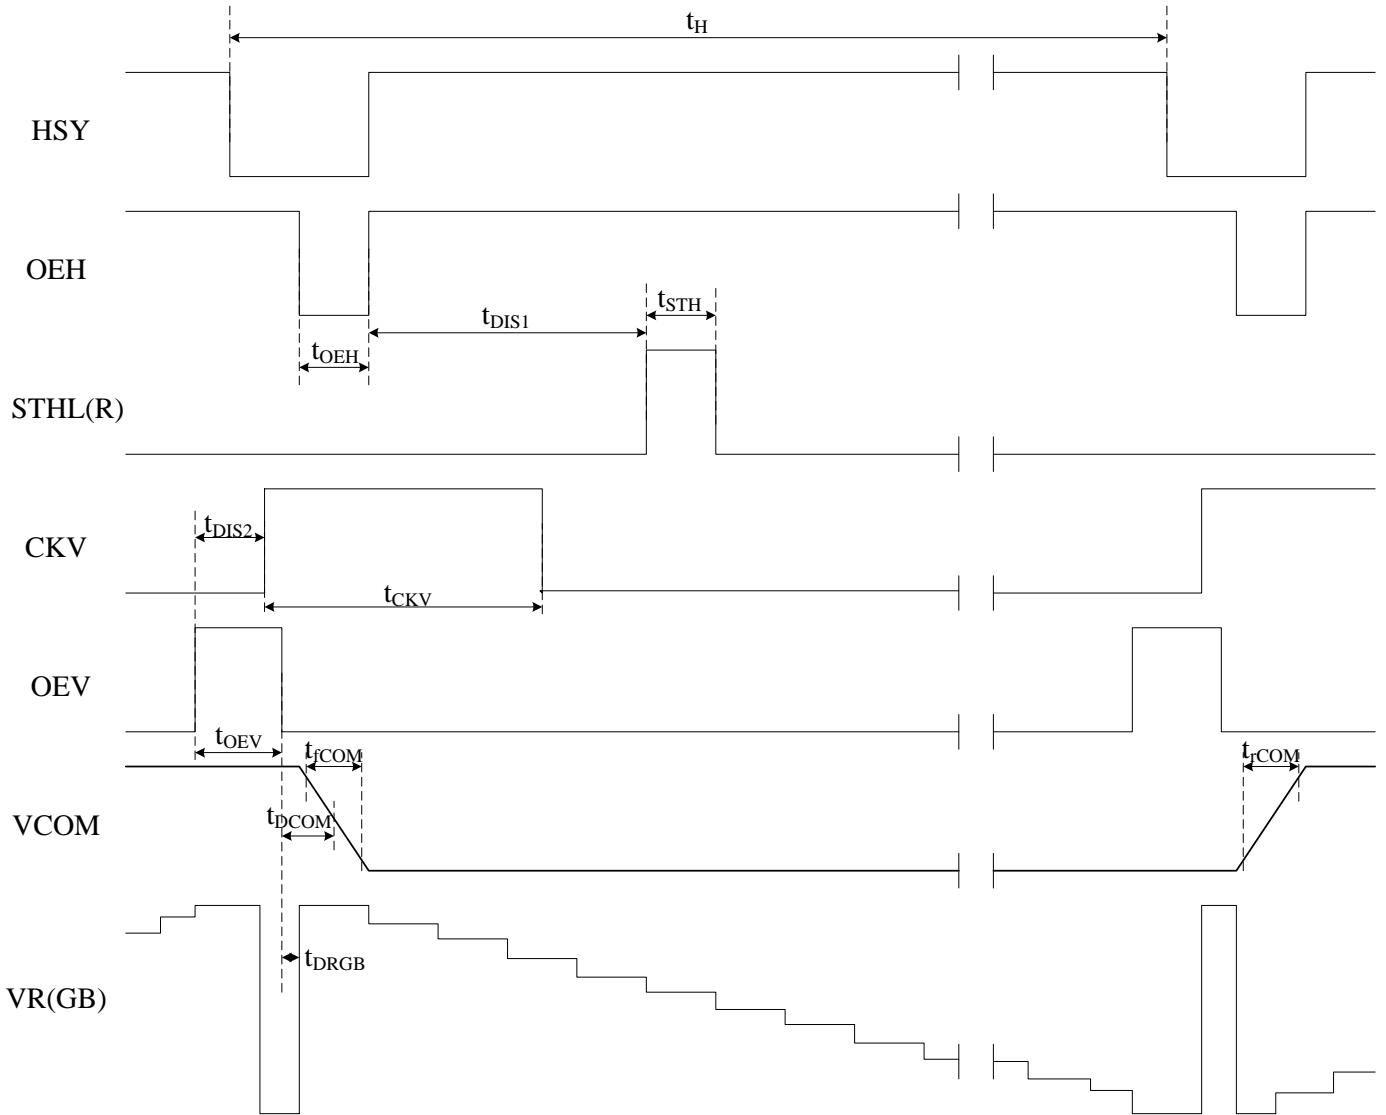 tH
HSY
OEH
tSTH
tDIS1
tOEH
STHL(R)
tDIS2
CKV
tCKV
OEV
tOEV
tfCOM
trCOM
tDCOM
VCOM
tDRGB
VR(GB)